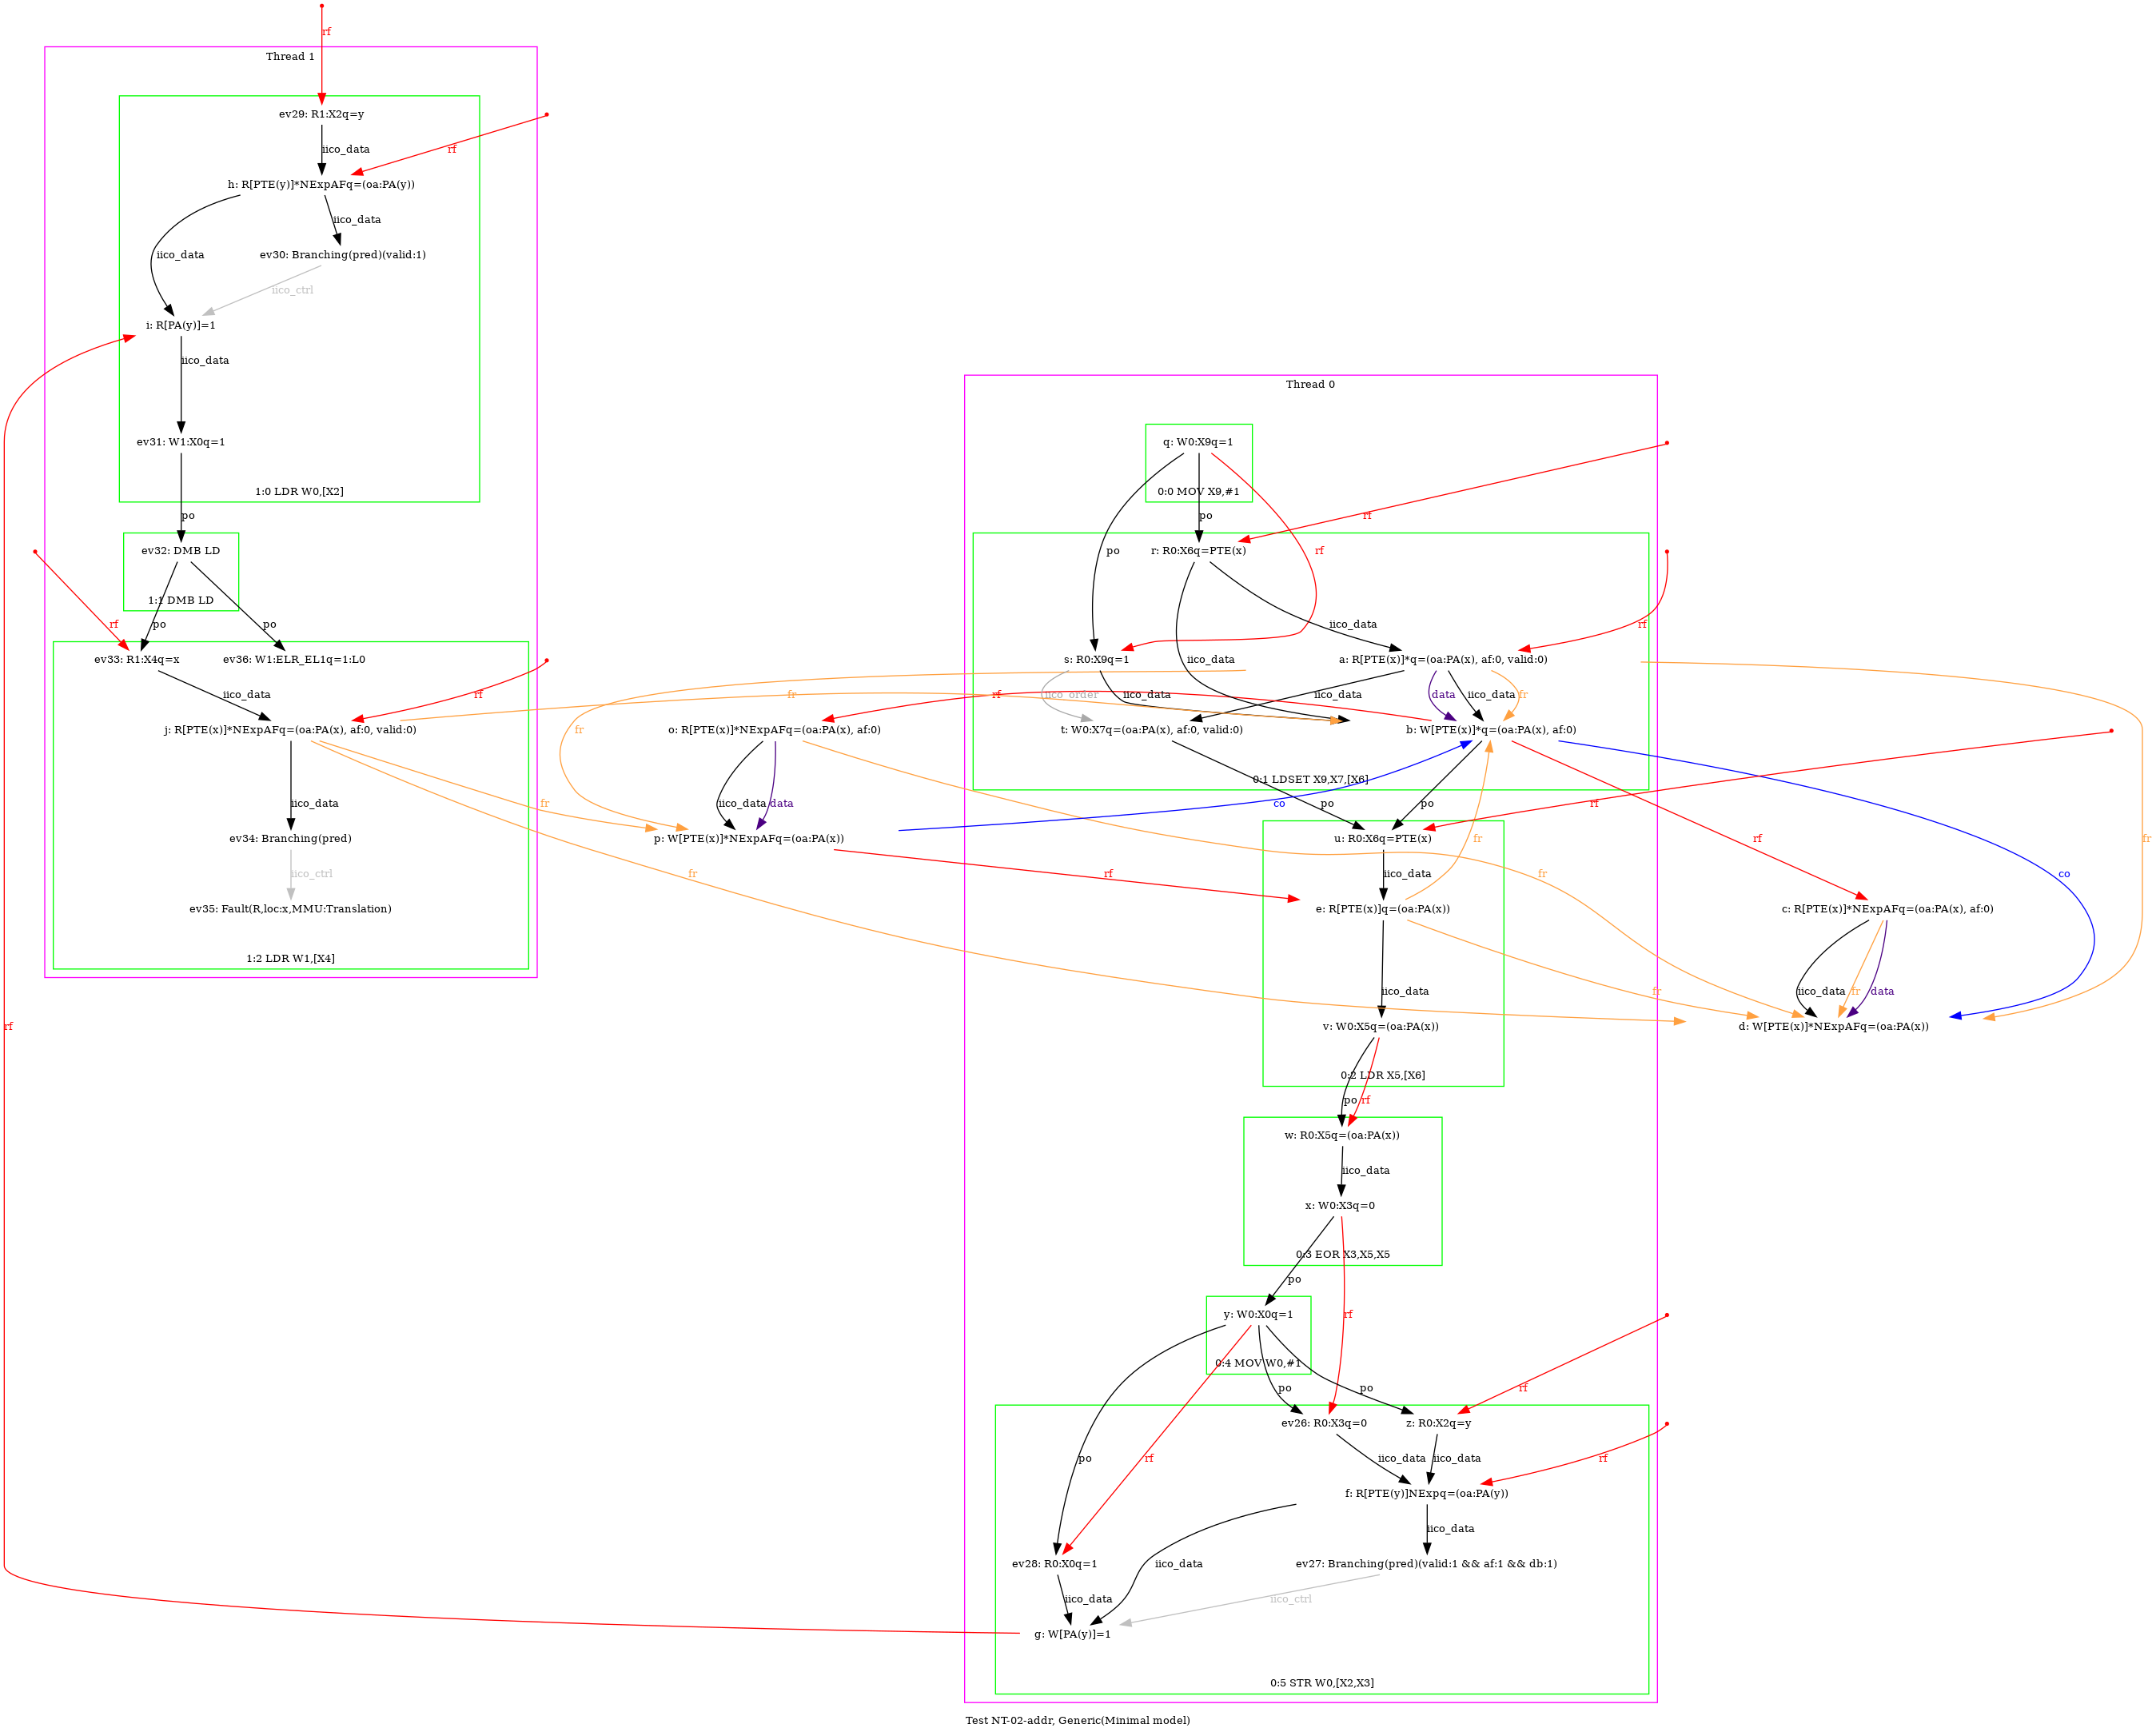 rf
Thread 1
ev29: R1:X2q=y
iico_data
rf
h: R[PTE(y)]*NExpAFq=(oa:PA(y))
iico_data
iico_data
ev30: Branching(pred)(valid:1)
iico_ctrl
i: R[PA(y)]=1
iico_data
ev31: W1:X0q=1
1:0 LDR W0,[X2]
po
ev32: DMB LD
1:1 DMB LD
rf
po
po
ev33: R1:X4q=x
ev36: W1:ELR_EL1q=1:L0
iico_data
rf
j: R[PTE(x)]*NExpAFq=(oa:PA(x), af:0, valid:0)
iico_data
ev34: Branching(pred)
iico_ctrl
ev35: Fault(R,loc:x,MMU:Translation)
1:2 LDR W1,[X4]
rf
fr
fr
fr
fr
rf
o: R[PTE(x)]*NExpAFq=(oa:PA(x), af:0)
iico_data
data
p: W[PTE(x)]*NExpAFq=(oa:PA(x))
co
rf
fr
Thread 0
q: W0:X9q=1
0:0 MOV X9,#1
po
po
rf
rf
r: R0:X6q=PTE(x)
iico_data
iico_data
rf
s: R0:X9q=1
a: R[PTE(x)]*q=(oa:PA(x), af:0, valid:0)
iico_order
iico_data
iico_data
data
iico_data
fr
t: W0:X7q=(oa:PA(x), af:0, valid:0)
b: W[PTE(x)]*q=(oa:PA(x), af:0)
0:1 LDSET X9,X7,[X6]
po
po
rf
rf
co
fr
u: R0:X6q=PTE(x)
iico_data
fr
e: R[PTE(x)]q=(oa:PA(x))
iico_data
fr
v: W0:X5q=(oa:PA(x))
0:2 LDR X5,[X6]
c: R[PTE(x)]*NExpAFq=(oa:PA(x), af:0)
iico_data
fr
data
d: W[PTE(x)]*NExpAFq=(oa:PA(x))
po
rf
w: R0:X5q=(oa:PA(x))
iico_data
x: W0:X3q=0
0:3 EOR X3,X5,X5
po
rf
y: W0:X0q=1
0:4 MOV W0,#1
po
rf
po
po
rf
ev26: R0:X3q=0
z: R0:X2q=y
iico_data
iico_data
rf
f: R[PTE(y)]NExpq=(oa:PA(y))
iico_data
iico_data
ev28: R0:X0q=1
ev27: Branching(pred)(valid:1 && af:1 && db:1)
iico_data
iico_ctrl
g: W[PA(y)]=1
0:5 STR W0,[X2,X3]
Test NT-02-addr, Generic(Minimal model)